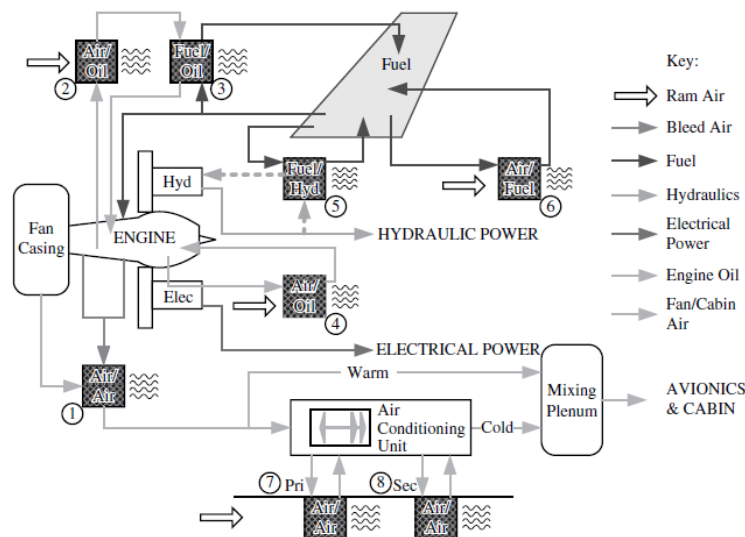 Air/
Oil
2
Fuel/
Oil
3
Fuel
Key:
Ram Air
Bleed Air
Fuel
Hydraulics
Electrical
Power
Engine Oil
Fan/Cabin
Air
Hyd
Fuel/
Hyd
5
Air/
Fuel
6
Fan
Casing
ENGINE
HYDRAULIC POWER
Elec
Air/
Oil
4
ELECTRICAL POWER
Air/
Air
1
Warm
Mixing
Plenum
AVIONICS
& CABIN
Air
Conditioning
Unit
Cold
7 Pri
8 Sec
Air/
Air
Air/
Air